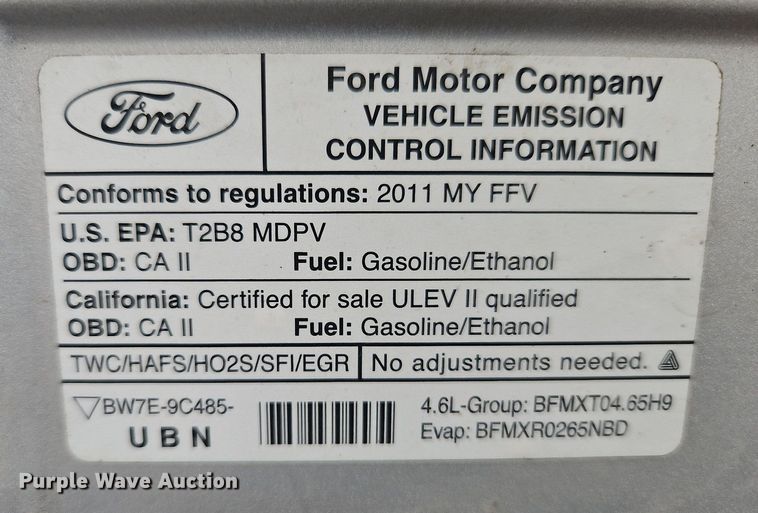 Ford
Ford Motor Company
VEHICLE EMISSION
CONTROL INFORMATION
Conforms to regulations: 2011 MY FFV
U.S. EPA: T2B8 MDPV
OBD: CA II Fuel: Gasoline/Ethanol
California: Certified for sale ULEV II qualified
OBD: CA II Fuel: Gasoline/Ethanol
TWC/HAFS/HO2S/SFI/EGR No adjustments needed.
BW7E-9C485-
UBN
4.6L-Group: BFMXT04.65H9
Evap: BFMXR0265NBD
Purple Wave Auction